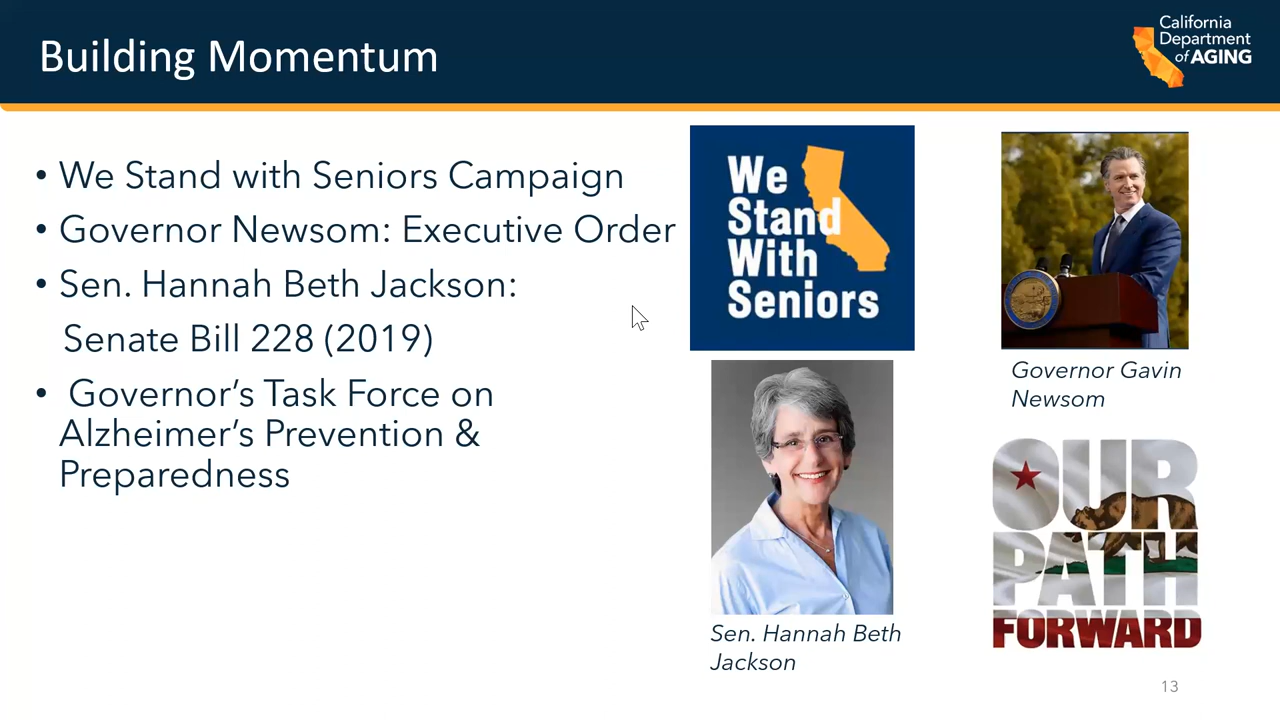 Building Momentum
California
Department
of AGING
• We Stand with Seniors Campaign
• Governor Newsom: Executive Order
• Sen. Hannah Beth Jackson:
Senate Bill 228 (2019)
• Governor’s Task Force on
Alzheimer’s Prevention &
Preparedness
We
Stand
With
Seniors
Governor Gavin
Newsom
Sen. Hannah Beth
Jackson
OUR
PATH
FORWARD
13